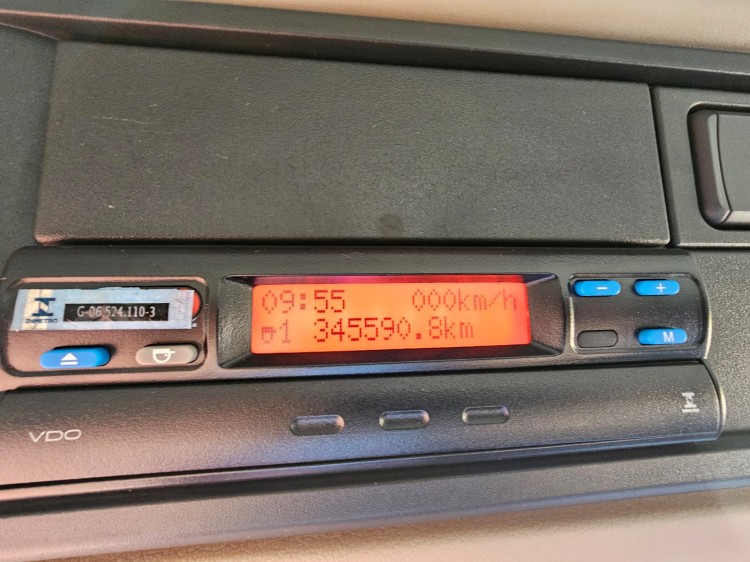 09:55 000km/h
1 345590.8km
G-06.524.110-3
- +
M
VDO